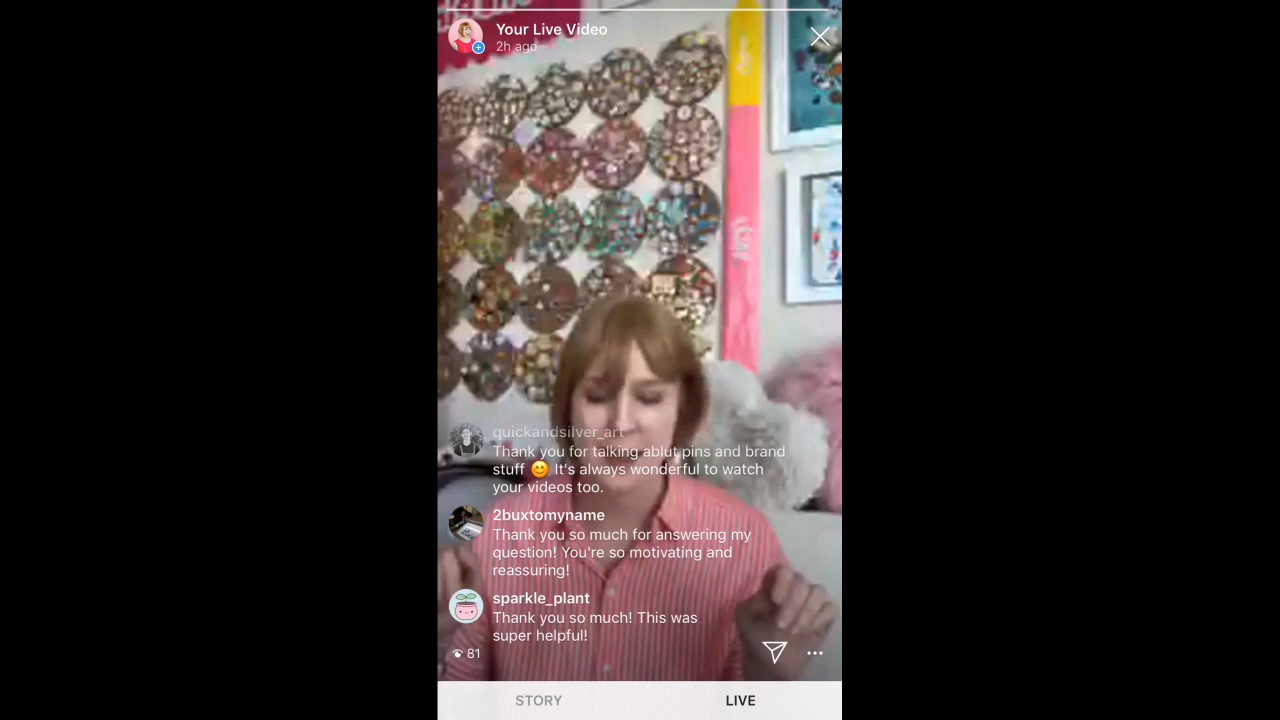 Your Live Video
2h ago
quickandsilver_art
Thank you for talking ablut pins and brand
stuff 😊 It's always wonderful to watch
your videos too.
2buxtomyname
Thank you so much for answering my
question! You're so motivating and
reassuring!
sparkle_plant
Thank you so much! This was
super helpful!
81
STORY
LIVE